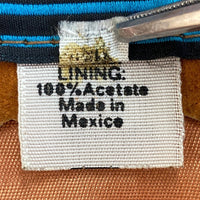 LINING:
100% Acetate
Made in
Mexico